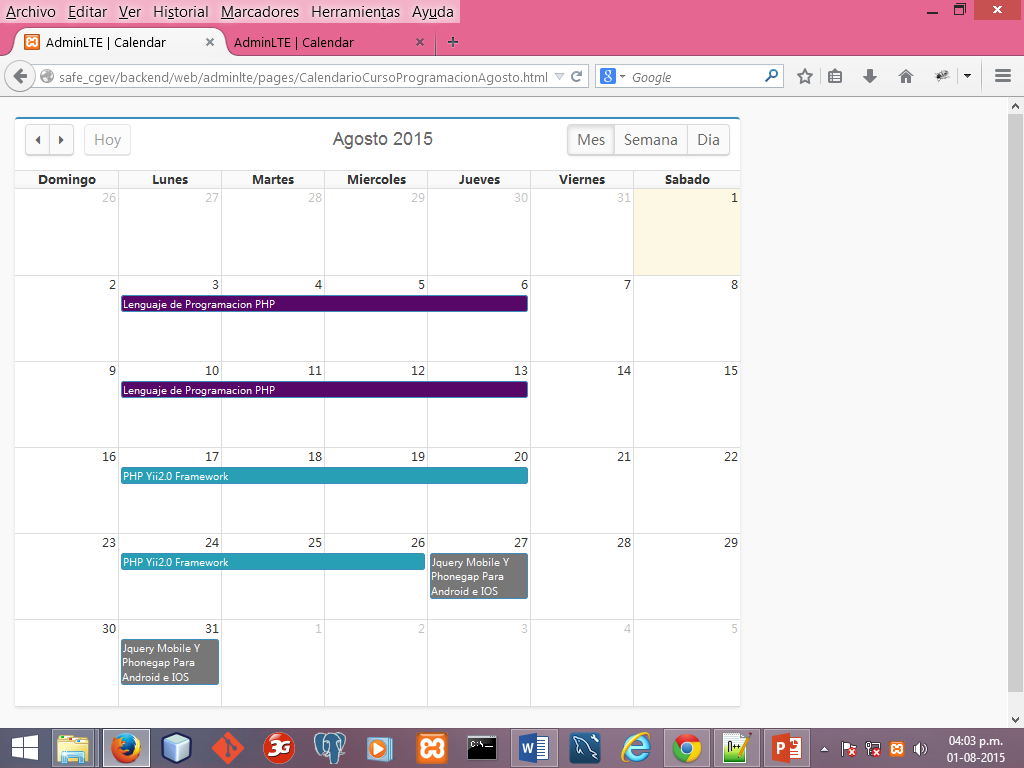 Archivo Editar Ver Historial Marcadores Herramientas Ayuda
AdminLTE | Calendar AdminLTE | Calendar
safe_cgev/backend/web/adminlte/pages/CalendarioCursoProgramacionAgosto.html Google
Hoy Agosto 2015 Mes Semana Dia
Domingo Lunes Martes Miercoles Jueves Viernes Sabado
26 27 28 29 30 31 1
2 3 4 5 6 7 8
Lenguaje de Programacion PHP
9 10 11 12 13 14 15
Lenguaje de Programacion PHP
16 17 18 19 20 21 22
PHP Yii2.0 Framework
23 24 25 26 27 28 29
PHP Yii2.0 Framework
Jquery Mobile Y
Phonegap Para
Android e IOS
30 31 1 2 3 4 5
Jquery Mobile Y
Phonegap Para
Android e IOS
04:03 p.m.
01-08-2015